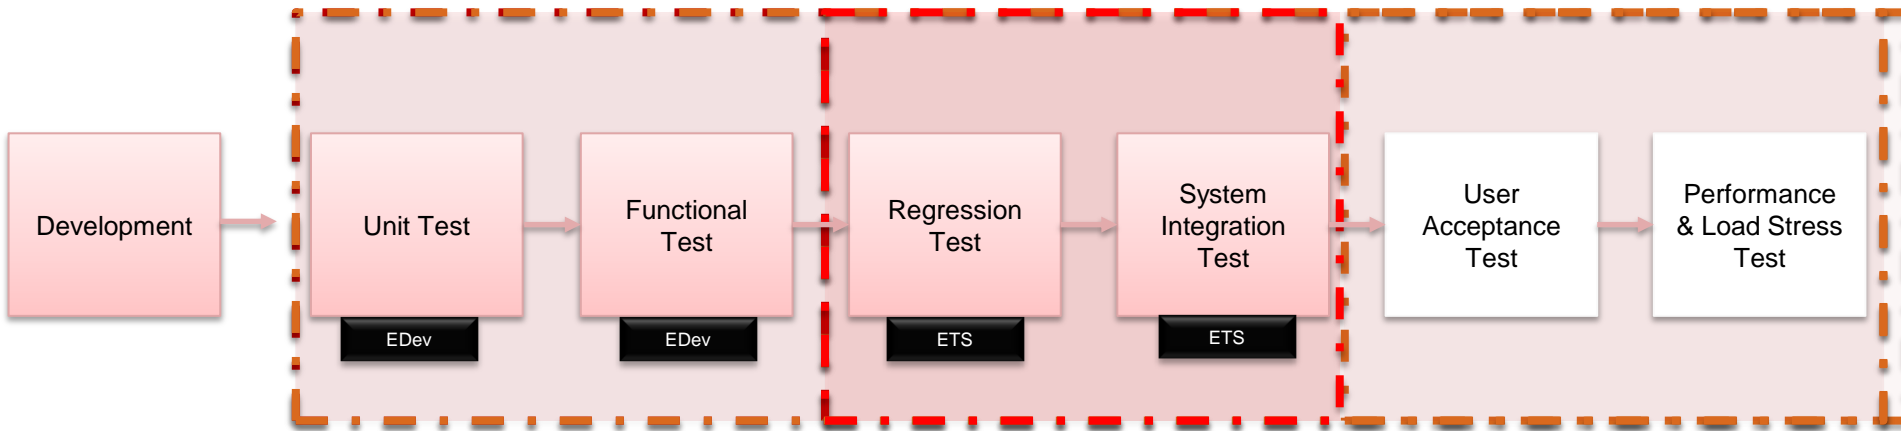 Development
Unit Test
EDev
Functional
Test
EDev
Regression
Test
ETS
System
Integration
Test
ETS
User
Acceptance
Test
Performance
& Load Stress
Test